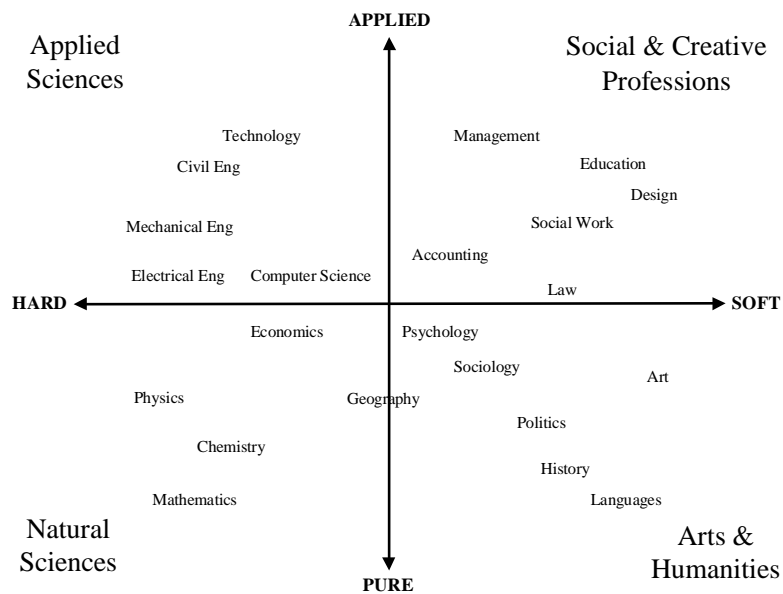 APPLIED
Applied
Sciences
Social & Creative
Professions
Technology
Management
Civil Eng
Education
Design
Mechanical Eng
Social Work
Accounting
Electrical Eng
Computer Science
Law
HARD
SOFT
Economics
Psychology
Sociology
Art
Physics
Geography
Politics
Chemistry
History
Mathematics
Languages
Natural
Sciences
Arts &
Humanities
PURE